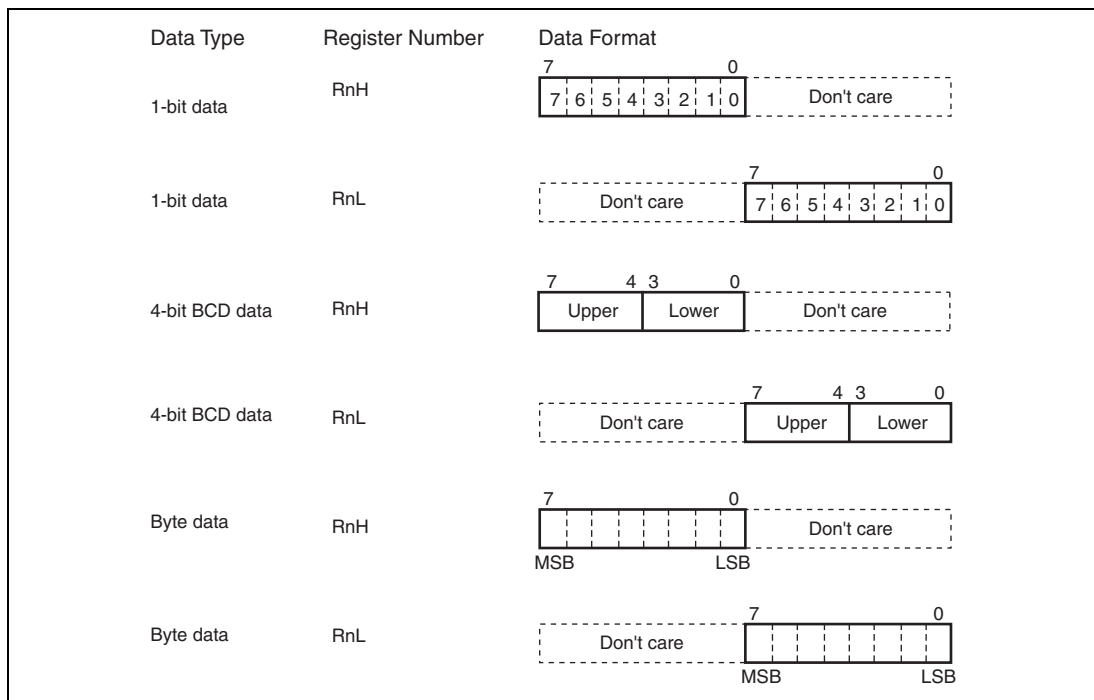 Data Type Register Number Data Format
7 0
1-bit data RnH 7 6 5 4 3 2 1 0 Don't care
7 0
1-bit data RnL Don't care 7 6 5 4 3 2 1 0
7 4 3 0
4-bit BCD data RnH Upper Lower Don't care
7 4 3 0
4-bit BCD data RnL Don't care Upper Lower
7 0
Byte data RnH Don't care
MSB LSB
7 0
Byte data RnL Don't care
MSB LSB